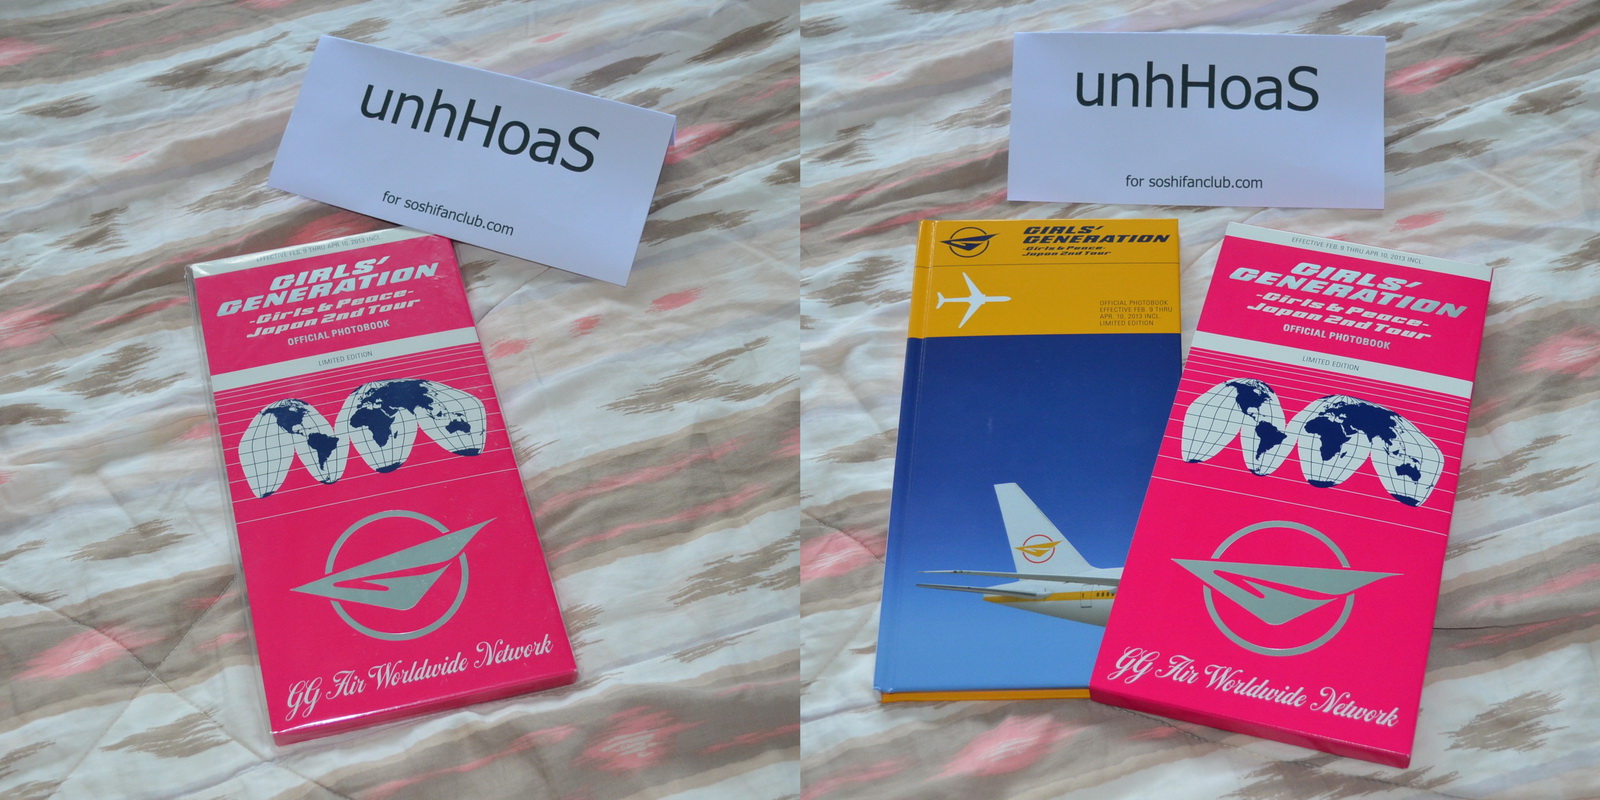 unhHoaS
for soshifanclub.com
EFFECTIVE FEB. 9 THRU APR. 10, 2013 INCL.
GIRLS'
GENERATION
-Girls & Peace-
Japan 2nd Tour
OFFICIAL PHOTOBOOK
LIMITED EDITION
GG Air Worldwide Network
unhHoaS
for soshifanclub.com
GIRLS'
GENERATION
-Girls & Peace-
Japan 2nd Tour
OFFICIAL PHOTOBOOK
EFFECTIVE FEB. 9 THRU
APR. 10, 2013 INCL.
LIMITED EDITION
EFFECTIVE FEB. 9 THRU APR. 10, 2013 INCL.
GIRLS'
GENERATION
-Girls & Peace-
Japan 2nd Tour
OFFICIAL PHOTOBOOK
LIMITED EDITION
GG Air Worldwide Network